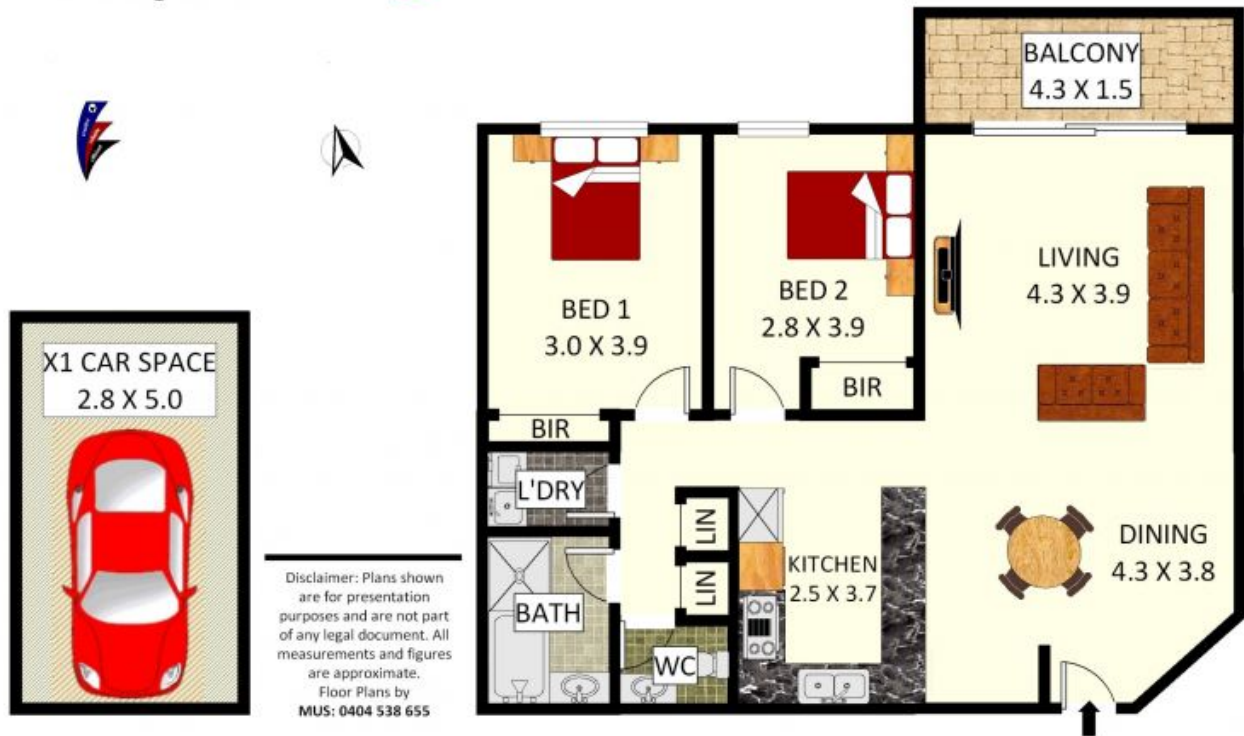 BALCONY
4.3 X 1.5
LIVING
4.3 X 3.9
BED 1
3.0 X 3.9
BED 2
2.8 X 3.9
BIR
BIR
X1 CAR SPACE
2.8 X 5.0
L'DRY
LIN
LIN
KITCHEN
2.5 X 3.7
DINING
4.3 X 3.8
BATH
WC
Disclaimer: Plans shown
are for presentation
purposes and are not part
of any legal document. All
measurements and figures
are approximate.
Floor Plans by
MUS: 0404 538 655